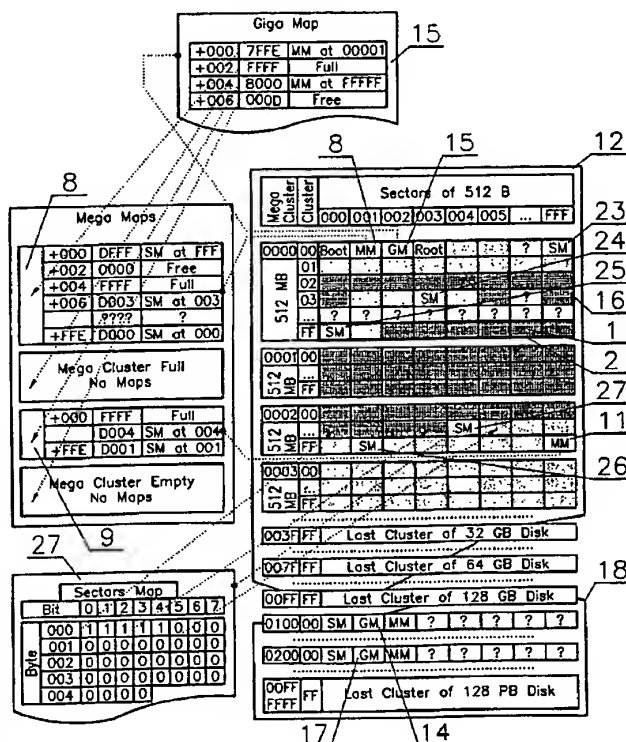 Giga Map
15
+000 7FFE MM at 00001
+002 FFFF Full
+004 8000 MM at FFFFF
+006 000D Free
8
Mega Maps
+000 DEFF SM at FFF
+002 0000 Free
+004 FFFF Full
+006 D003 SM at 003
???? ?
+FFE D000 SM at 000
Mega Cluster Full
No Maps
+000 FFFF Full
D004 SM at 004
+FFE D001 SM at 001
Mega Cluster Empty
No Maps
9
27
Sectors Map
Bit 0 1 2 3 4 5 6 7
Byte
000 1 1 1 1 1 0 0 0
001 0 0 0 0 0 0 0 0
002 0 0 0 0 0 0 0 0
003 0 0 0 0 0 0 0 0
004 0 0 0 0
8 15 12
Mega Cluster Cluster Sectors of 512 B
000 001 002 003 004 005 ... FFF
0000 00 Boot MM GM Root ? SM
512 MB
01
02
03 SM ?
... ? ? ? ? ? ? ? ?
FF SM
0001 00
512 MB
...
FF
0002 00
512 MB
... SM
FF SM MM
0003 00
512 MB
...
FF
23
24
25
16
1
2
27
11
26
003F FF Last Cluster of 32 GB Disk
007F FF Last Cluster of 64 GB Disk
00FF FF Last Cluster of 128 GB Disk
18
0100 00 SM GM MM ? ? ? ? ?
0200 00 SM GM MM ? ? ? ? ?
00FF FFFF FF Last Cluster of 128 PB Disk
17 14